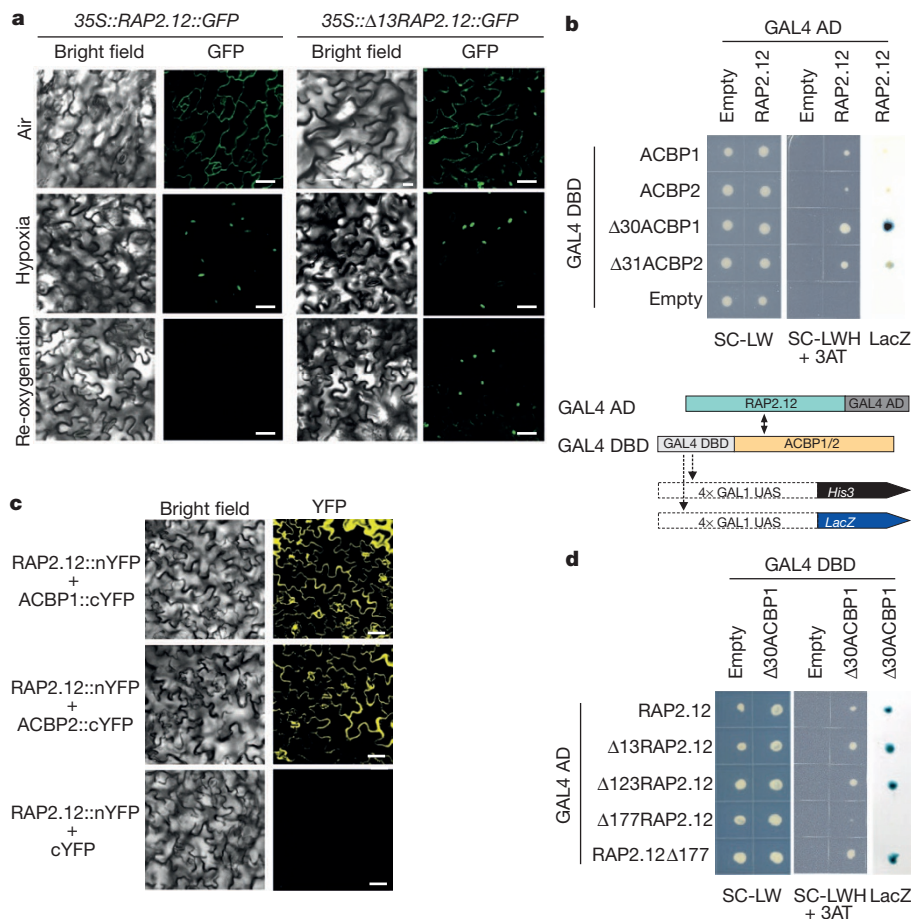 a
35S::RAP2.12::GFP
35S::Δ13RAP2.12::GFP
Bright field
GFP
Bright field
GFP
Air
Hypoxia
Re-oxygenation
b
GAL4 AD
Empty
RAP2.12
Empty
RAP2.12
RAP2.12
GAL4 DBD
ACBP1
ACBP2
Δ30ACBP1
Δ31ACBP2
Empty
SC-LW
SC-LWH
+ 3AT
LacZ
GAL4 AD
RAP2.12
GAL4 AD
GAL4 DBD
GAL4 DBD
ACBP1/2
4× GAL1 UAS
His3
4× GAL1 UAS
LacZ
c
Bright field
YFP
RAP2.12::nYFP
+
ACBP1::cYFP
RAP2.12::nYFP
+
ACBP2::cYFP
RAP2.12::nYFP
+
cYFP
d
GAL4 DBD
Empty
Δ30ACBP1
Empty
Δ30ACBP1
Δ30ACBP1
GAL4 AD
RAP2.12
Δ13RAP2.12
Δ123RAP2.12
Δ177RAP2.12
RAP2.12Δ177
SC-LW
SC-LWH
+ 3AT
LacZ